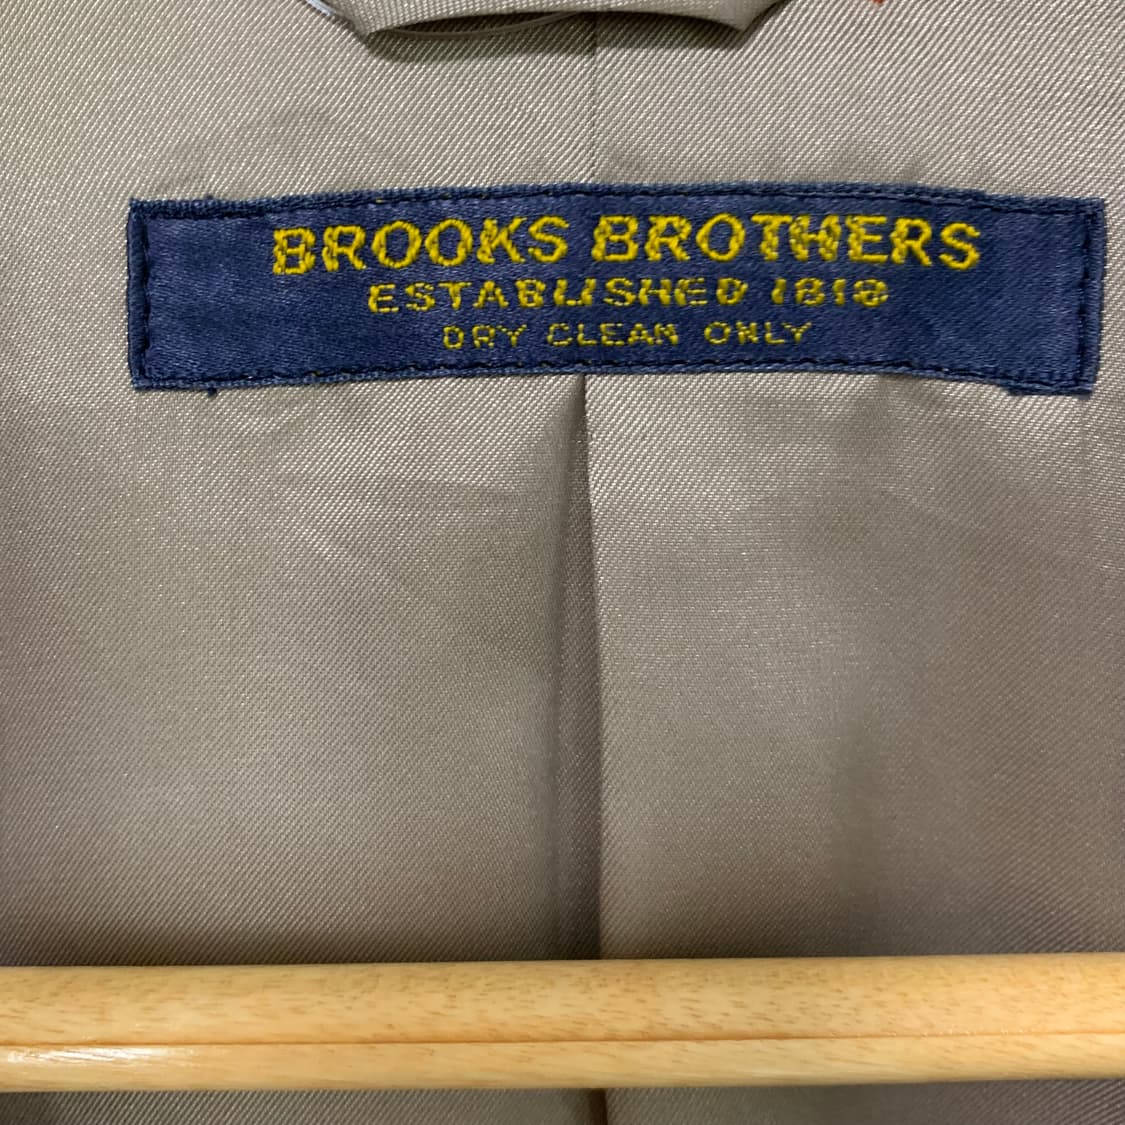 BROOKS BROTHERS
ESTABLISHED 1818
DRY CLEAN ONLY